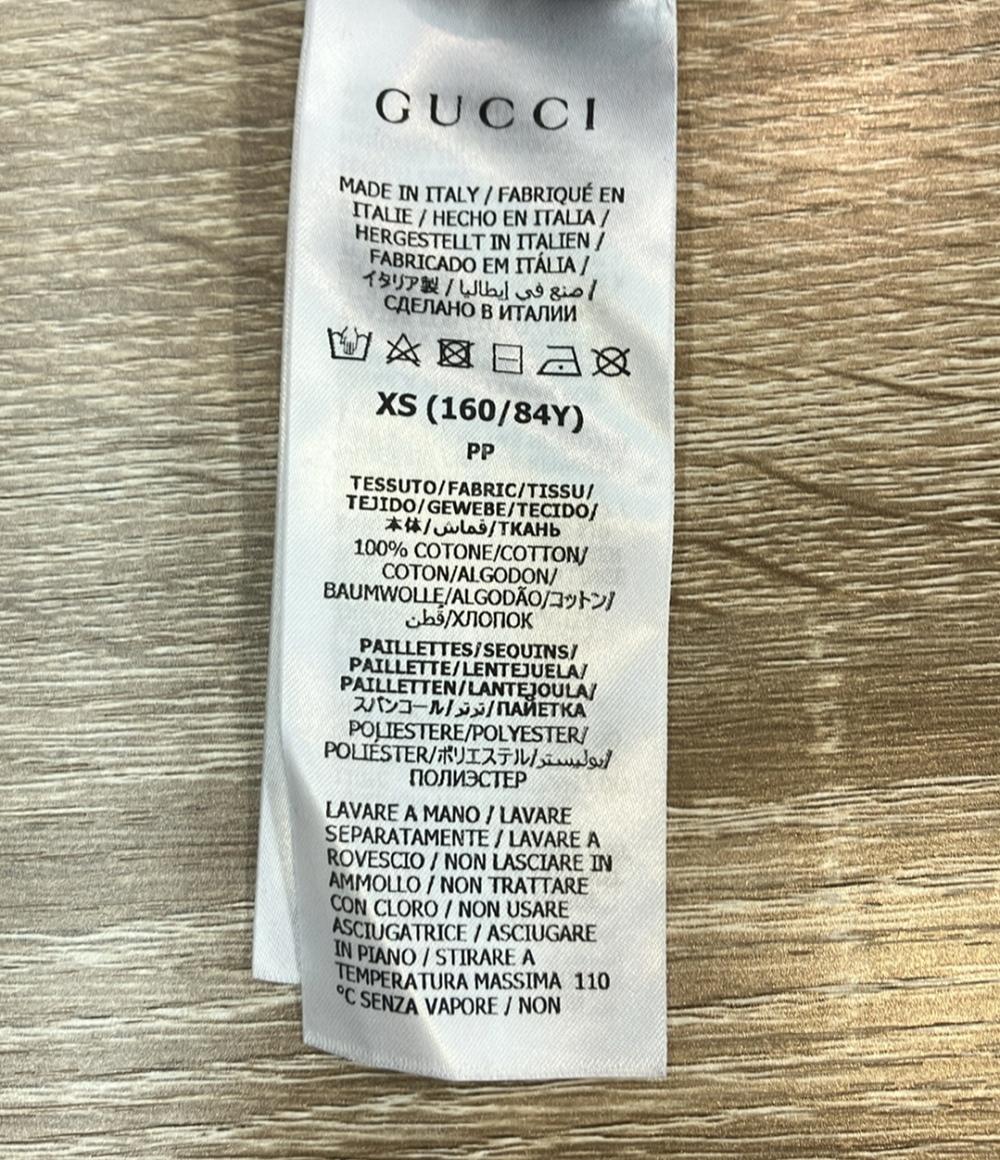 GUCCI
MADE IN ITALY / FABRIQUÉ EN
ITALIE / HECHO EN ITALIA /
HERGESTELLT IN ITALIEN /
FABRICADO EM ITÁLIA /
イタリア製 / صنع في إيطاليا /
СДЕЛАНО В ИТАЛИИ
XS (160/84Y)
PP
TESSUTO/FABRIC/TISSU/
TEJIDO/GEWEBE/TECIDO/
本体/قماش/ТКАНЬ
100% COTONE/COTTON/
COTON/ALGODON/
BAUMWOLLE/ALGODÃO/コットン/
قطن/ХЛОПОК
PAILLETTES/SEQUINS/
PAILLETTE/LENTEJUELA/
PAILLETTEN/LANTEJOULA/
スパンコール/ترتر/ПАЙЕТКА
POLIESTERE/POLYESTER/
POLIÉSTER/ポリエステル/بوليستر/
ПОЛИЭСТЕР
LAVARE A MANO / LAVARE
SEPARATAMENTE / LAVARE A
ROVESCIO / NON LASCIARE IN
AMMOLLO / NON TRATTARE
CON CLORO / NON USARE
ASCIUGATRICE / ASCIUGARE
IN PIANO / STIRARE A
TEMPERATURA MASSIMA 110
°C SENZA VAPORE / NON